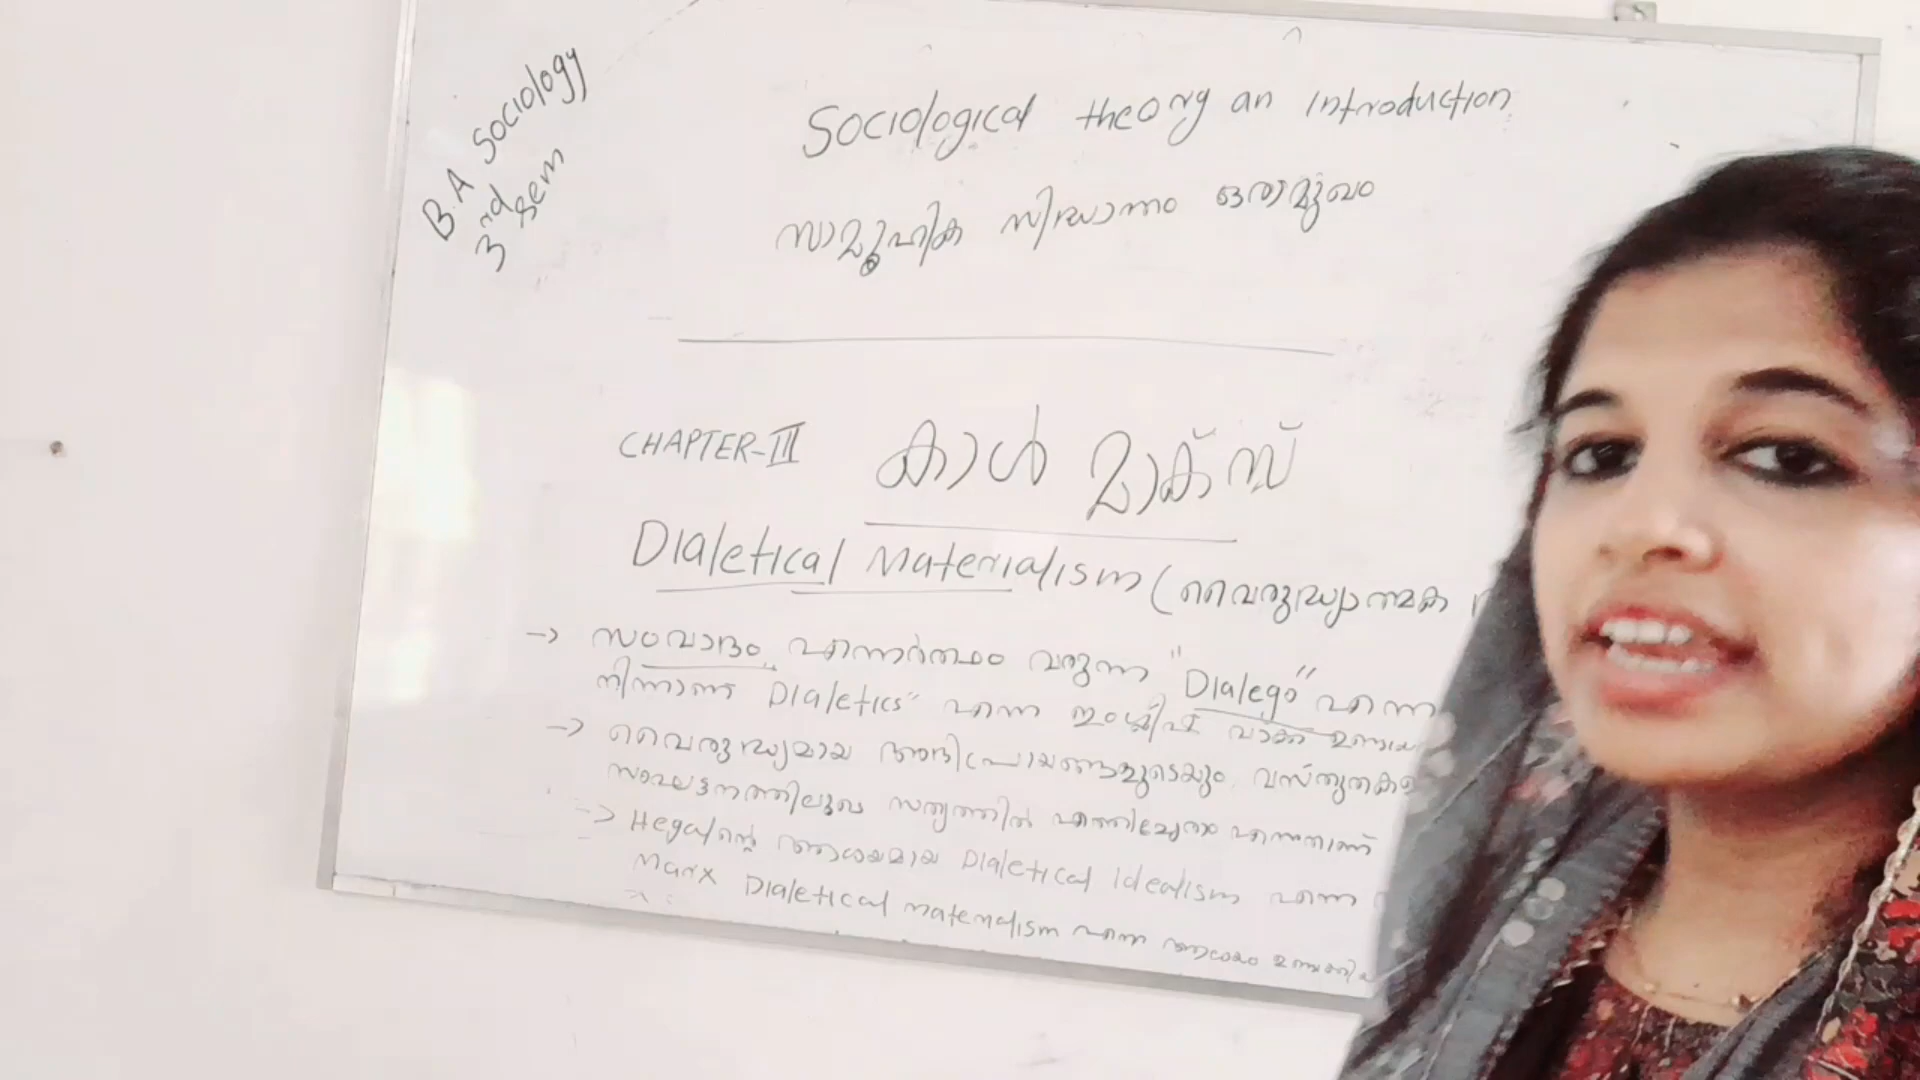 B.A Sociology
3rd Sem
Sociological theory an introduction
സാമൂഹിക സിദ്ധാന്തം ഒരാമുഖം
CHAPTER-III കാൾ മാക്സ്
Dialetical Materialism (വൈരുദ്ധ്യാത്മക
→ സംവാദം എന്നർത്ഥം വരുന്ന "Dialego" എന്ന
നിന്നാണ് Dialetics" എന്ന ഇംഗ്ലീഷ് വാക്ക്
→ വൈരുദ്ധ്യമായ അഭിപ്രായങ്ങളുടെയും, വസ്തുതകള
സംഘട്ടനത്തിലൂടെ സത്യത്തിൽ എത്തിച്ചേരാം എന്നതാണ്
→ Hegalന്റെ ആശയമായ Dialetical Idealism എന്ന
Marx Dialetical materialism എന്ന ആശയം